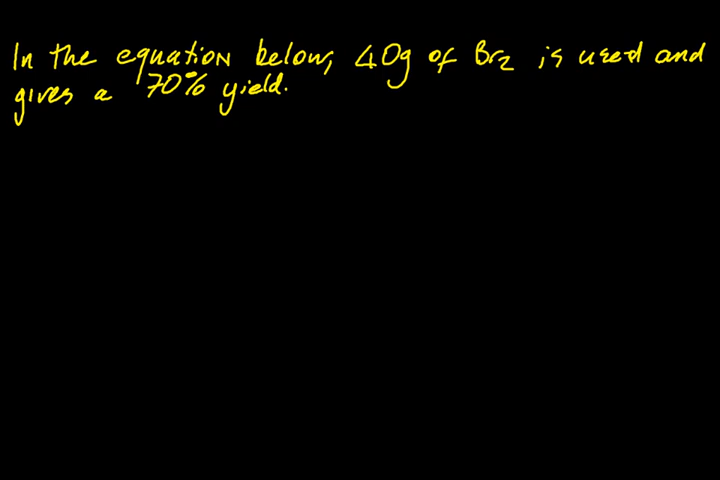 In the equation below, 40g of Br2 is used and
gives a 70% yield.